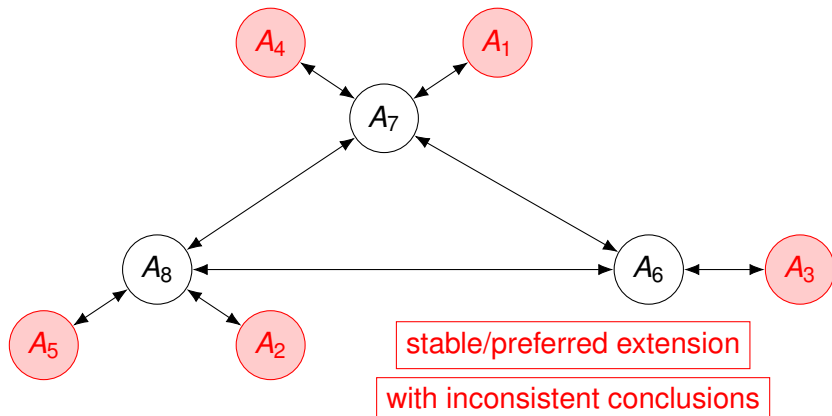 A₄
A₁
A₇
A₈
A₆
A₃
A₅
A₂
stable/preferred extension
with inconsistent conclusions